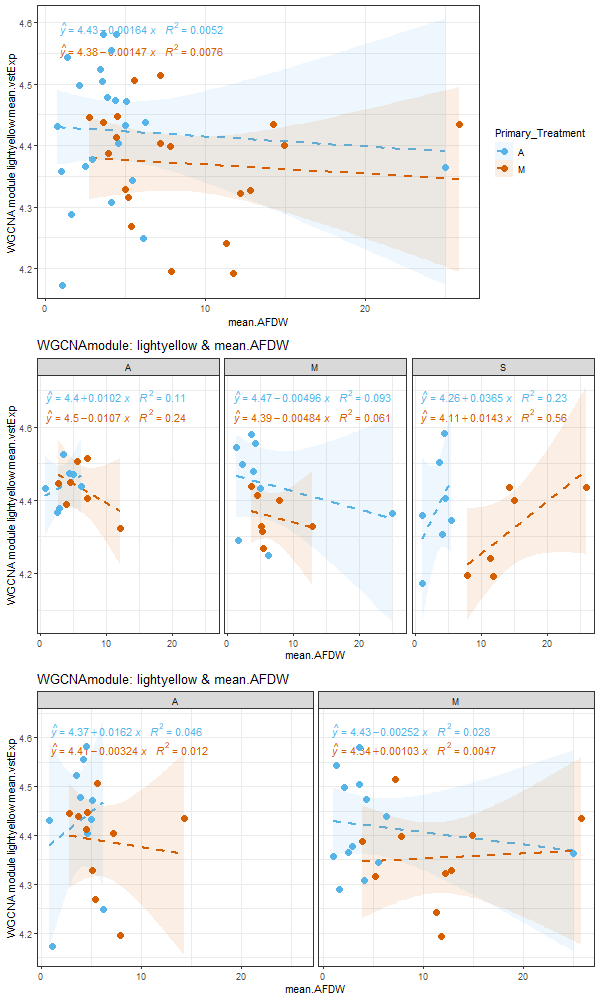 4.6
4.5
4.4
4.3
4.2
WGCNA module lightyellow mean.vstExp
ŷ = 4.43 − 0.00164 x R² = 0.0052
ŷ = 4.38 − 0.00147 x R² = 0.0076
0 10 20
mean.AFDW
Primary_Treatment
A
M
WGCNAmodule: lightyellow & mean.AFDW
A M S
4.6
4.4
4.2
WGCNA module lightyellow mean.vstExp
ŷ = 4.4 + 0.0102 x R² = 0.11
ŷ = 4.5 − 0.0107 x R² = 0.24
ŷ = 4.47 − 0.00496 x R² = 0.093
ŷ = 4.39 − 0.00484 x R² = 0.061
ŷ = 4.26 + 0.0365 x R² = 0.23
ŷ = 4.11 + 0.0143 x R² = 0.56
0 10 20 0 10 20 0 10 20
mean.AFDW
WGCNAmodule: lightyellow & mean.AFDW
A M
4.6
4.5
4.4
4.3
4.2
WGCNA module lightyellow mean.vstExp
ŷ = 4.37 + 0.0162 x R² = 0.046
ŷ = 4.41 − 0.00324 x R² = 0.012
ŷ = 4.43 − 0.00252 x R² = 0.028
ŷ = 4.34 + 0.00103 x R² = 0.0047
0 10 20 0 10 20
mean.AFDW